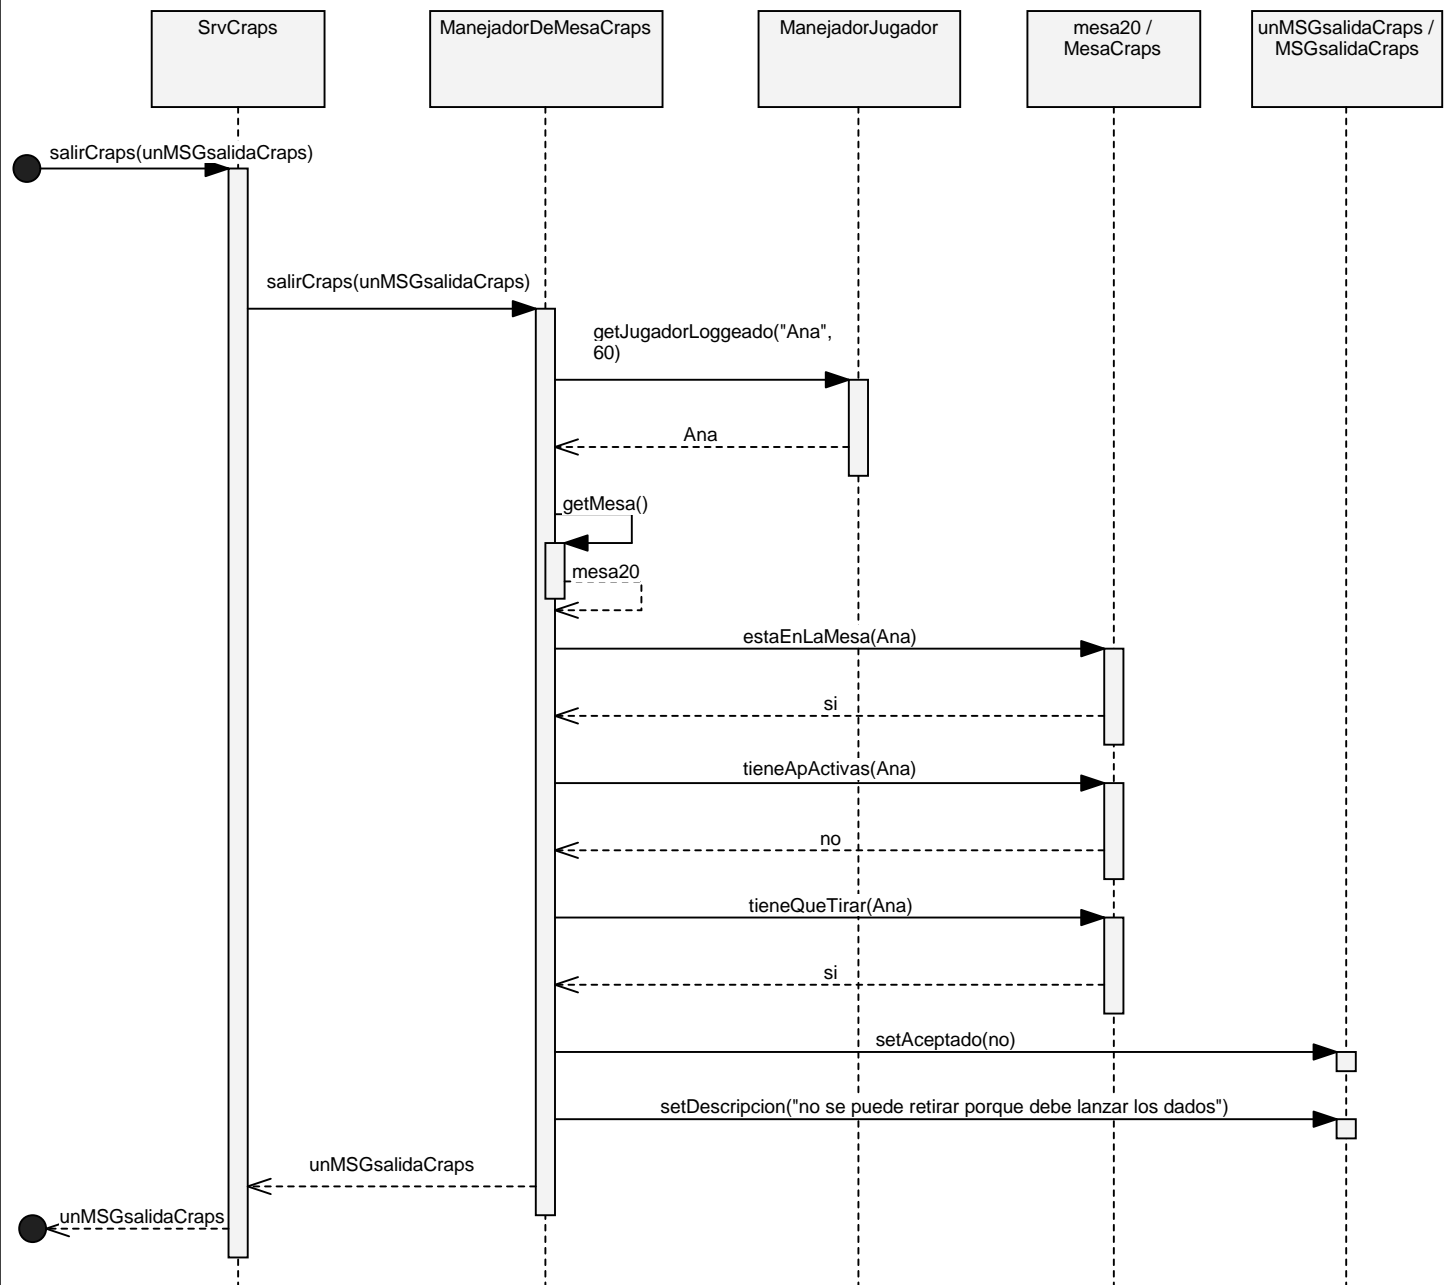 SrvCraps
ManejadorDeMesaCraps
ManejadorJugador
mesa20 /
MesaCraps
unMSGsalidaCraps /
MSGsalidaCraps
salirCraps(unMSGsalidaCraps)
salirCraps(unMSGsalidaCraps)
getJugadorLoggeado("Ana",
60)
Ana
getMesa()
mesa20
estaEnLaMesa(Ana)
si
tieneApActivas(Ana)
no
tieneQueTirar(Ana)
si
setAceptado(no)
setDescripcion("no se puede retirar porque debe lanzar los dados")
unMSGsalidaCraps
unMSGsalidaCraps